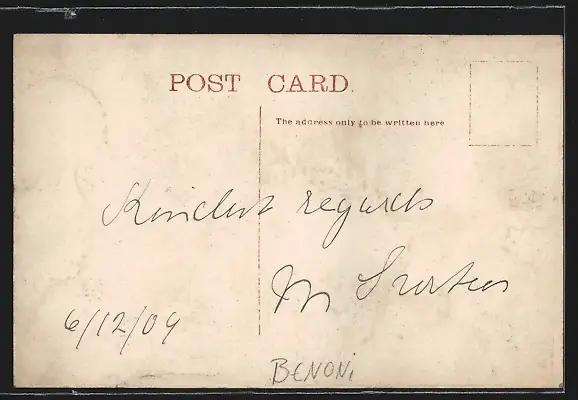 POST CARD.
The address only to be written here
Kindest regards
M
6/12/09
BENONI